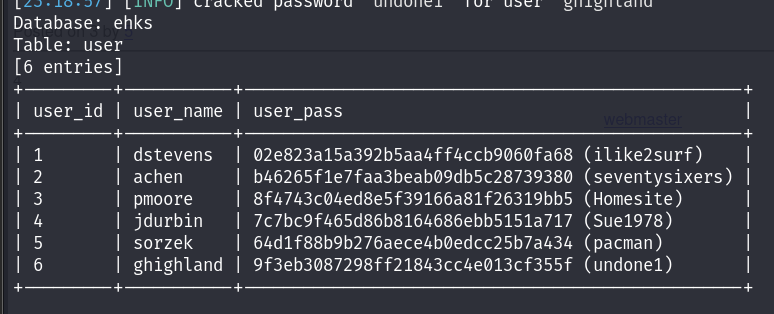 [23:18:57] [INFO] cracked password 'undone1' for user 'ghighland'
Database: ehks
Table: user
[6 entries]
+---------+-----------+---------------------------------------------------+
| user_id | user_name | user_pass |
webmaster
+---------+-----------+---------------------------------------------------+
| 1 | dstevens | 02e823a15a392b5aa4ff4ccb9060fa68 (ilike2surf) |
| 2 | achen | b46265f1e7faa3beab09db5c28739380 (seventysixers) |
| 3 | pmoore | 8f4743c04ed8e5f39166a81f26319bb5 (Homesite) |
| 4 | jdurbin | 7c7bc9f465d86b8164686ebb5151a717 (Sue1978) |
| 5 | sorzek | 64d1f88b9b276aece4b0edcc25b7a434 (pacman) |
| 6 | ghighland | 9f3eb3087298ff21843cc4e013cf355f (undone1) |
+---------+-----------+---------------------------------------------------+